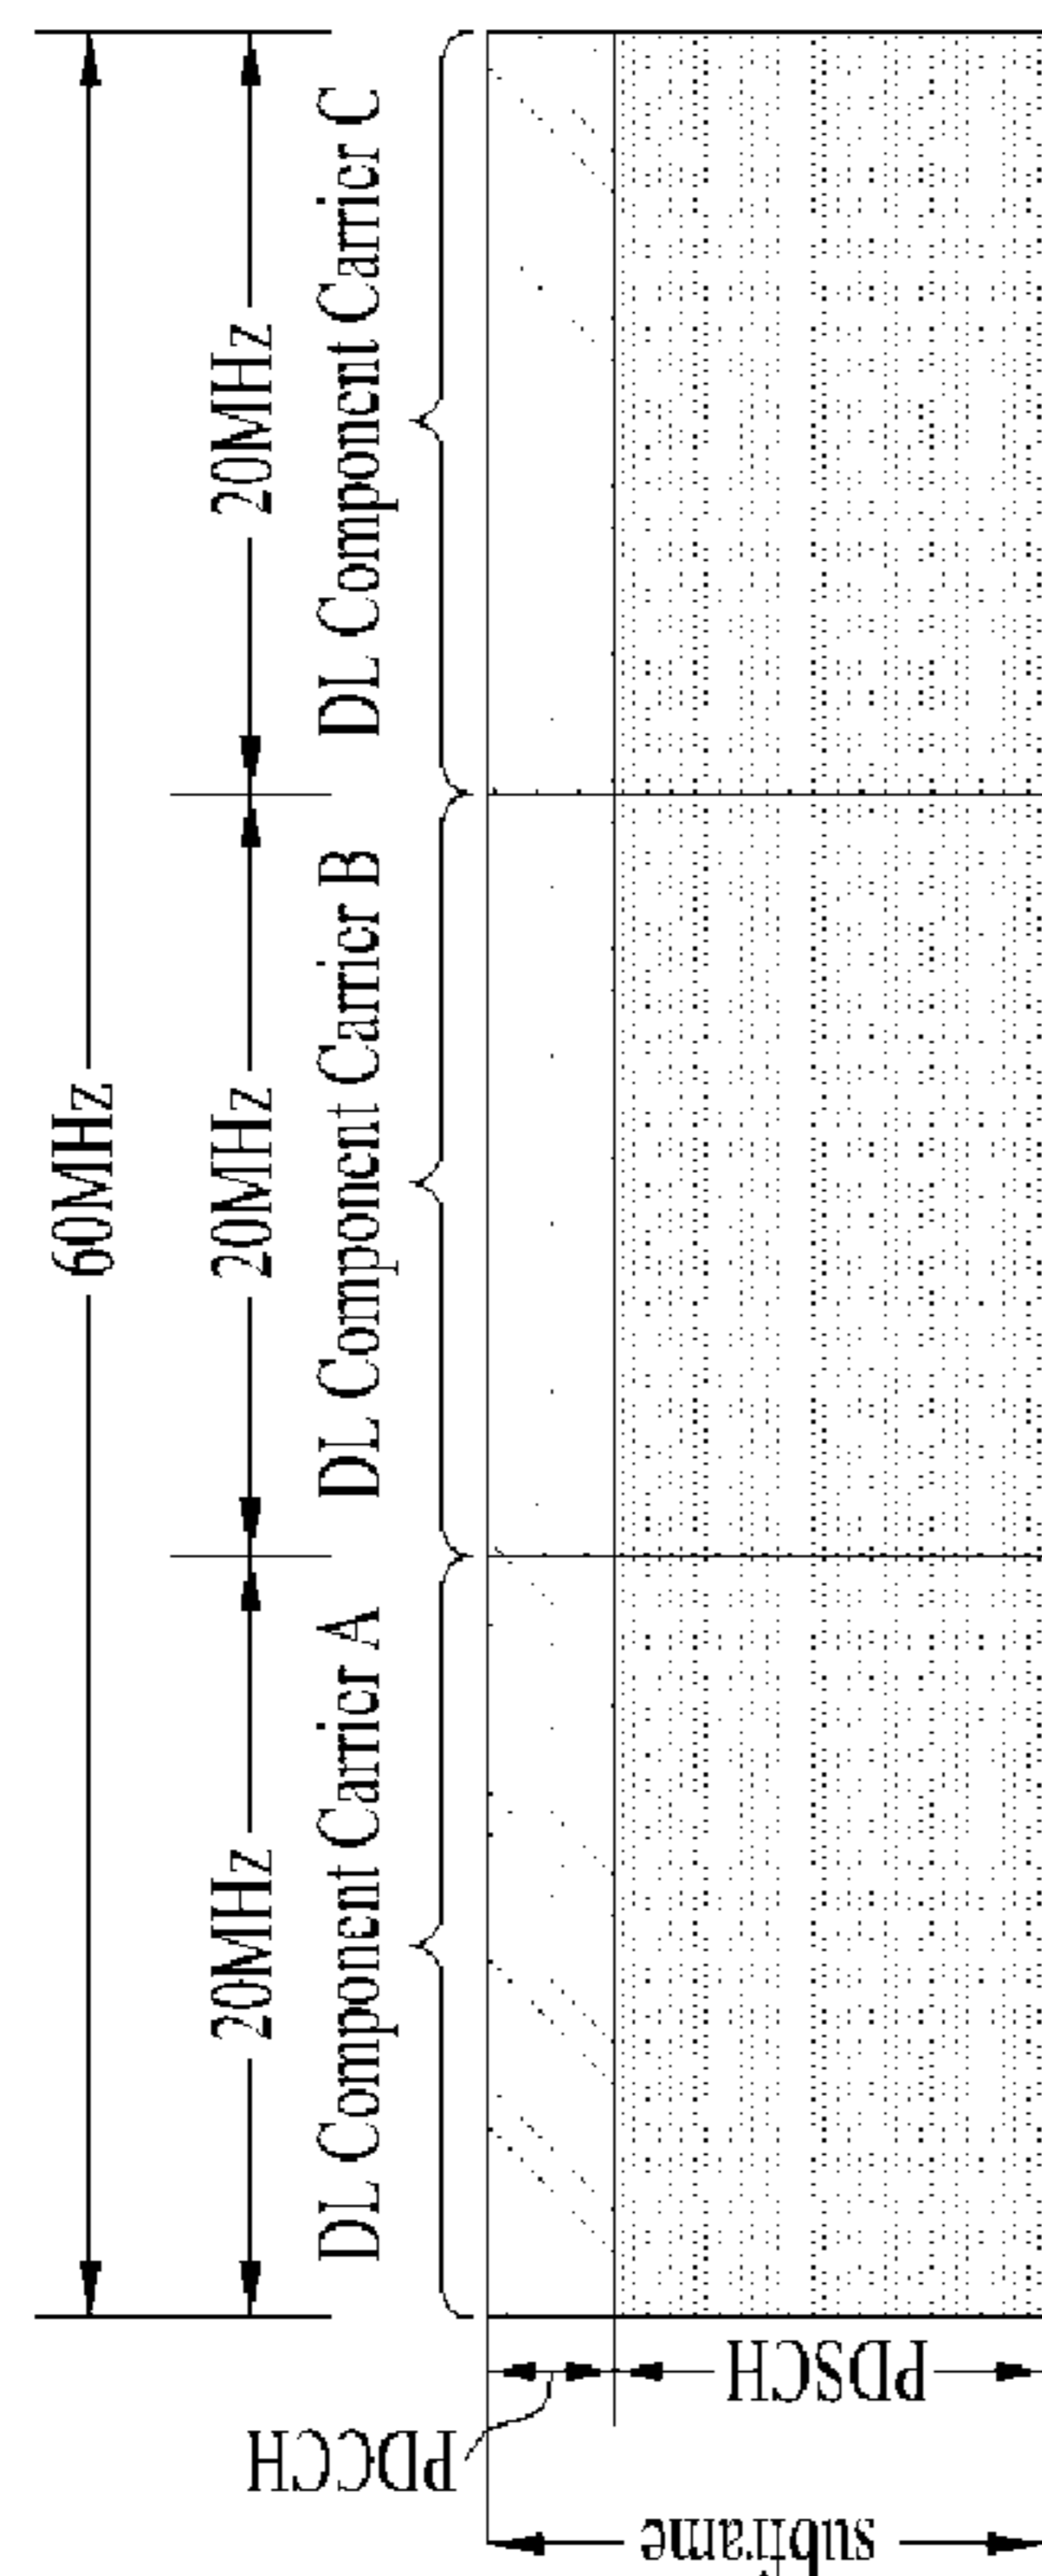 60MHz
20MHz
20MHz
20MHz
DL Component Carrier A
DL Component Carrier B
DL Component Carrier C
PDCCH
PDSCH
subframe